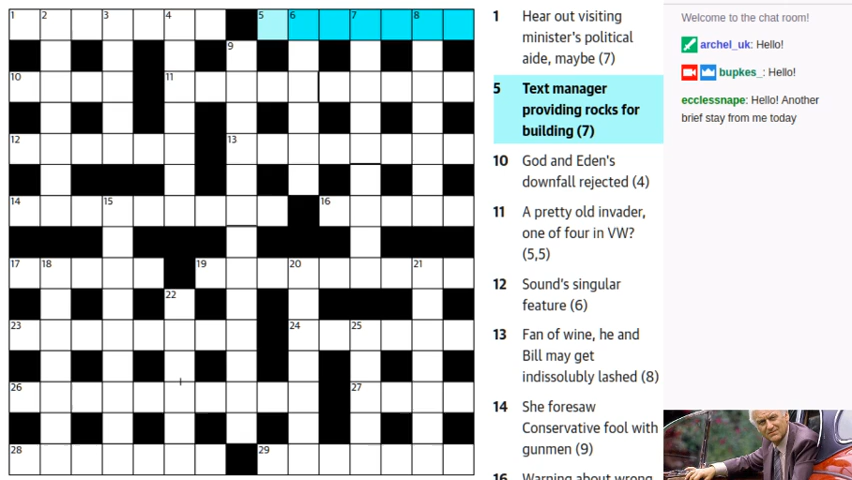 1 2 3 4 5 6 7 8
9
10 11
12 13
14 15 16
17 18 19 20 21
22
23 24 25
26 27
28 29
1 Hear out visiting
minister's political
aide, maybe (7)
5 Text manager
providing rocks for
building (7)
10 God and Eden's
downfall rejected (4)
11 A pretty old invader,
one of four in VW?
(5,5)
12 Sound's singular
feature (6)
13 Fan of wine, he and
Bill may get
indissolubly lashed (8)
14 She foresaw
Conservative fool with
gunmen (9)
16 Warning about wrong
Welcome to the chat room!
archel_uk: Hello!
bupkes_: Hello!
ecclessnape: Hello! Another
brief stay from me today